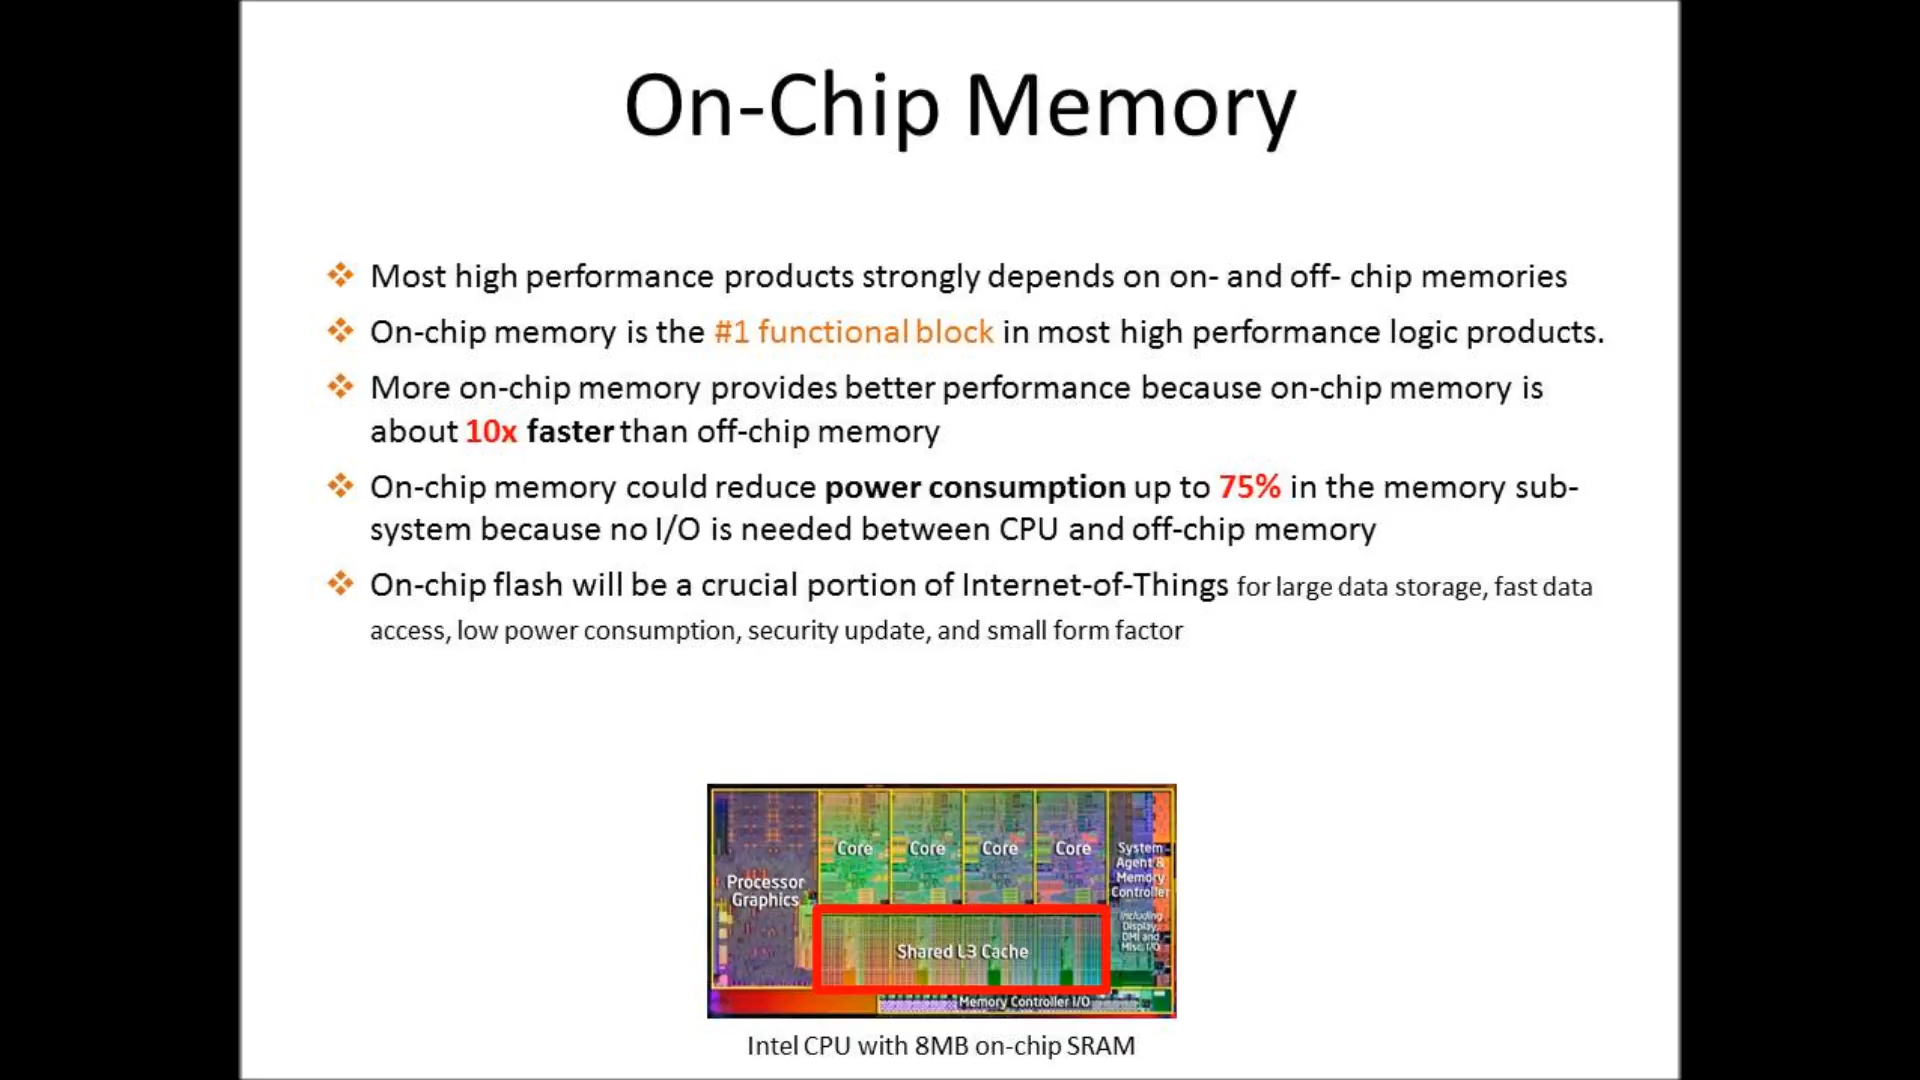 On-Chip Memory
Most high performance products strongly depends on on- and off- chip memories
On-chip memory is the #1 functional block in most high performance logic products.
More on-chip memory provides better performance because on-chip memory is
about 10x faster than off-chip memory
On-chip memory could reduce power consumption up to 75% in the memory sub-
system because no I/O is needed between CPU and off-chip memory
On-chip flash will be a crucial portion of Internet-of-Things for large data storage, fast data
access, low power consumption, security update, and small form factor
Processor
Graphics
Core
Core
Core
Core
System
Agent &
Memory
Controller
including
Display,
DMI and
Misc. I/O
Shared L3 Cache
Memory Controller I/O
Intel CPU with 8MB on-chip SRAM